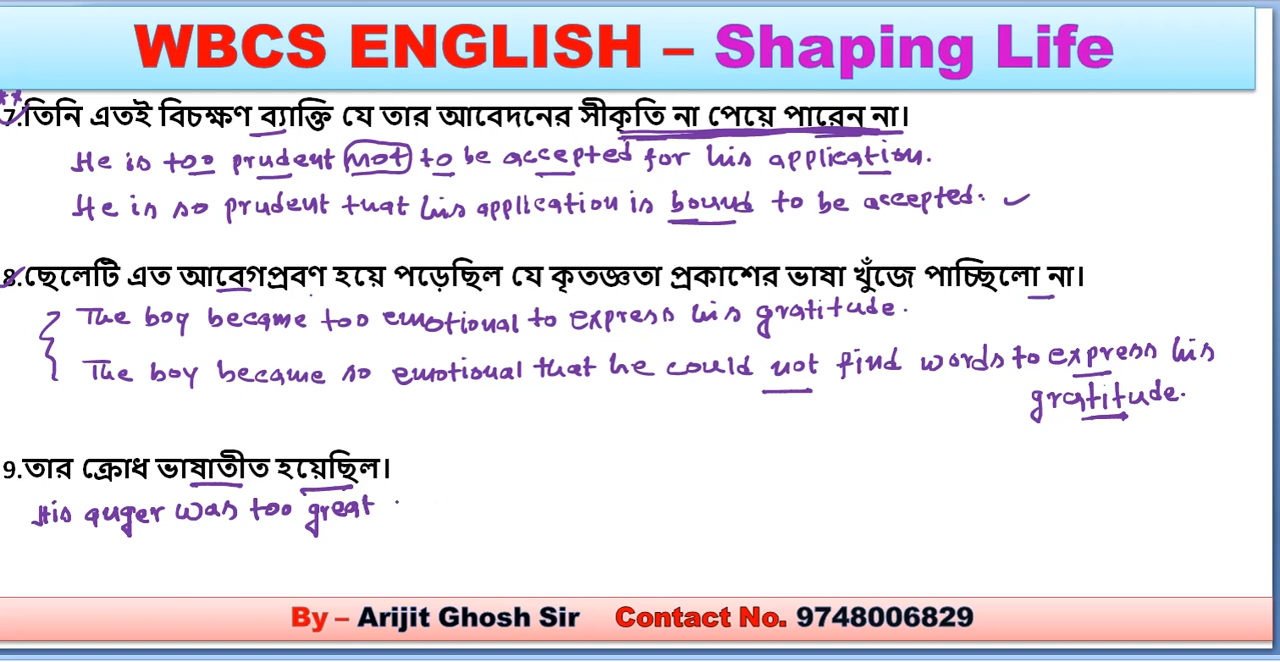 WBCS ENGLISH – Shaping Life
7.তিনি এতই বিচক্ষণ ব্যাক্তি যে তার আবেদনের সীকৃতি না পেয়ে পারেন না।
He is too prudent not to be accepted for his application.
He is so prudent that his application is bound to be accepted.
8.ছেলেটি এত আবেগপ্রবণ হয়ে পড়েছিল যে কৃতজ্ঞতা প্রকাশের ভাষা খুঁজে পাচ্ছিলো না।
The boy became too emotional to express his gratitude.
The boy became so emotional that he could not find words to express his
gratitude.
9.তার ক্রোধ ভাষাতীত হয়েছিল।
His anger was too great
By – Arijit Ghosh Sir Contact No. 9748006829